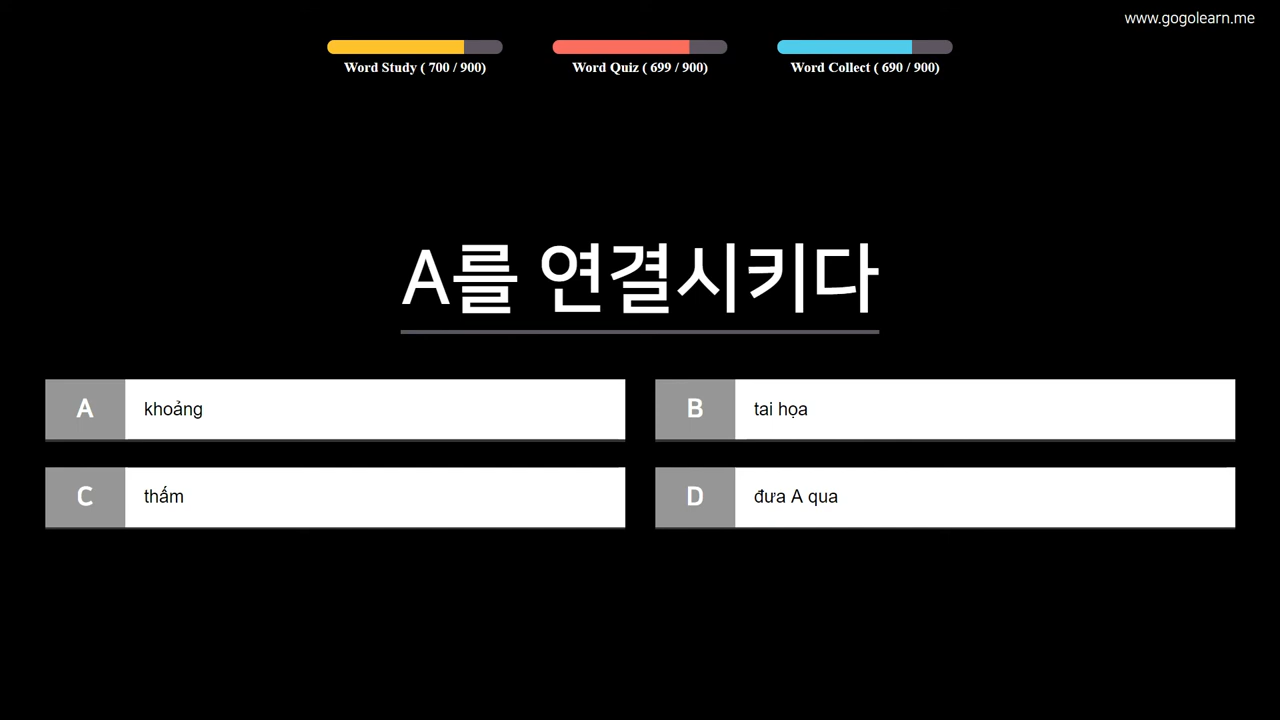 www.gogolearn.me
Word Study ( 700 / 900)
Word Quiz ( 699 / 900)
Word Collect ( 690 / 900)
A를 연결시키다
A khoảng
B tai họa
C thấm
D đưa A qua